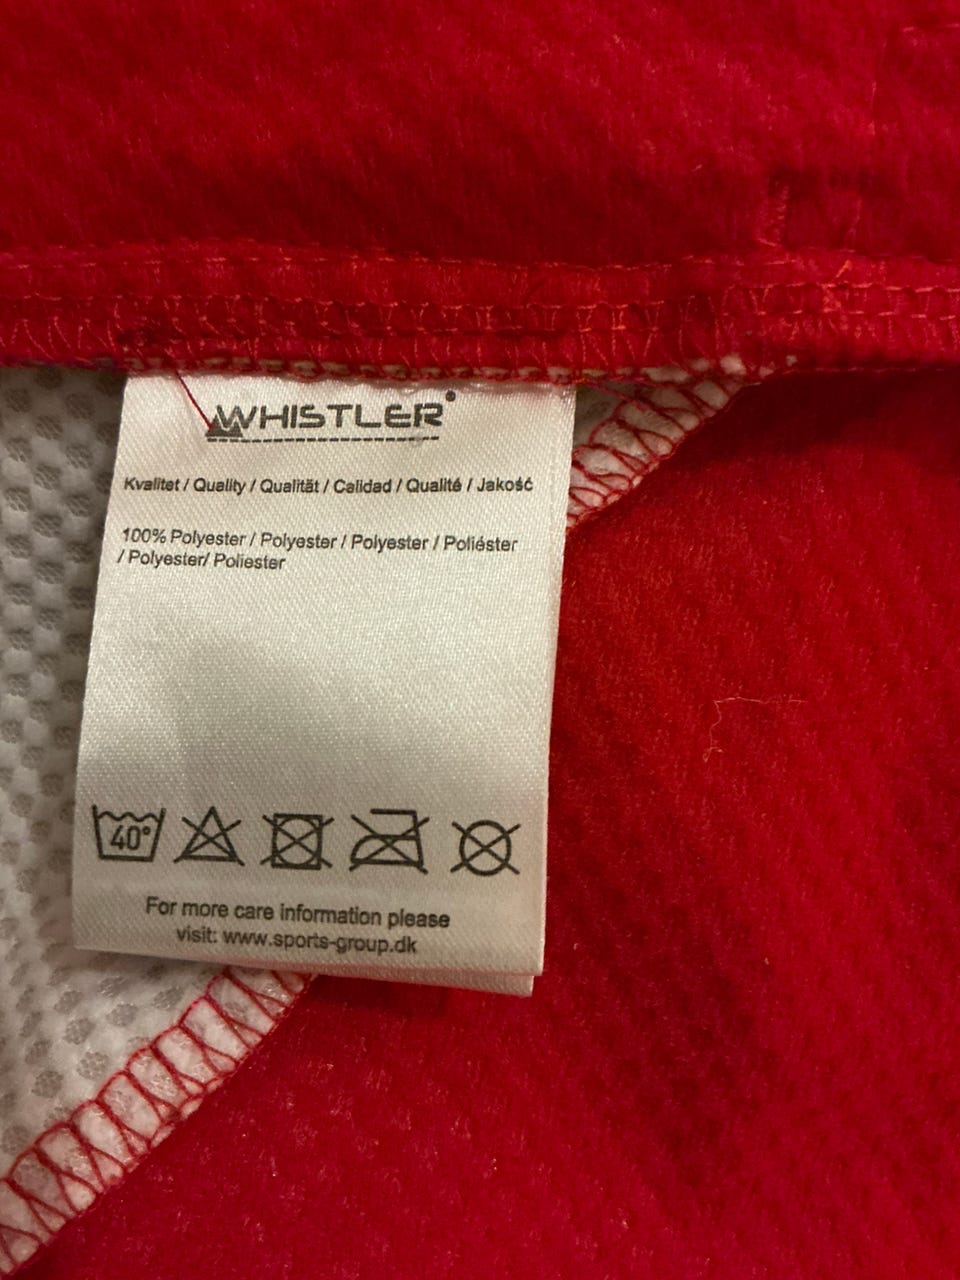 WHISTLER
Kvalitet / Quality / Qualität / Calidad / Qualité / Jakość
100% Polyester / Polyester / Polyester / Poliéster
/ Polyester/ Poliester
40°
For more care information please
visit: www.sports-group.dk